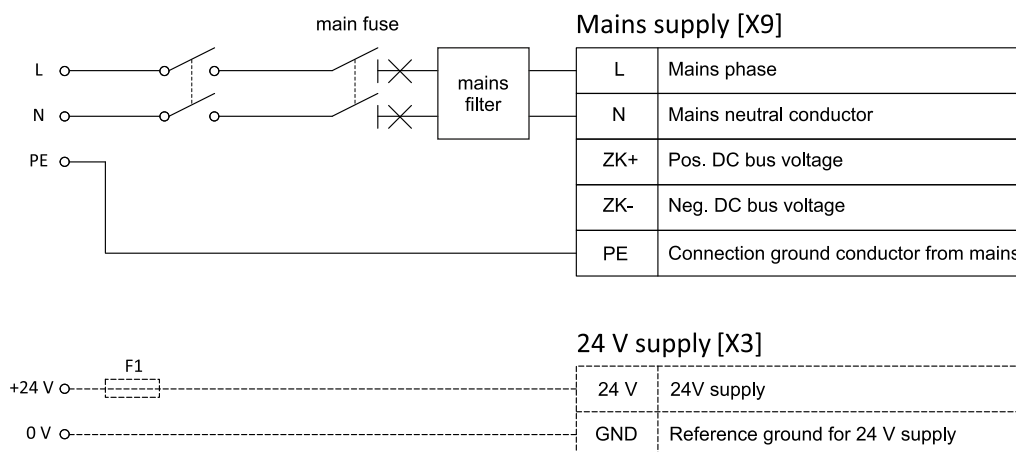 main fuse
Mains supply [X9]
L
L
Mains phase
mains
filter
N
N
Mains neutral conductor
PE
ZK+
Pos. DC bus voltage
ZK-
Neg. DC bus voltage
PE
Connection ground conductor from mains
24 V supply [X3]
F1
+24 V
24 V
24V supply
0 V
GND
Reference ground for 24 V supply